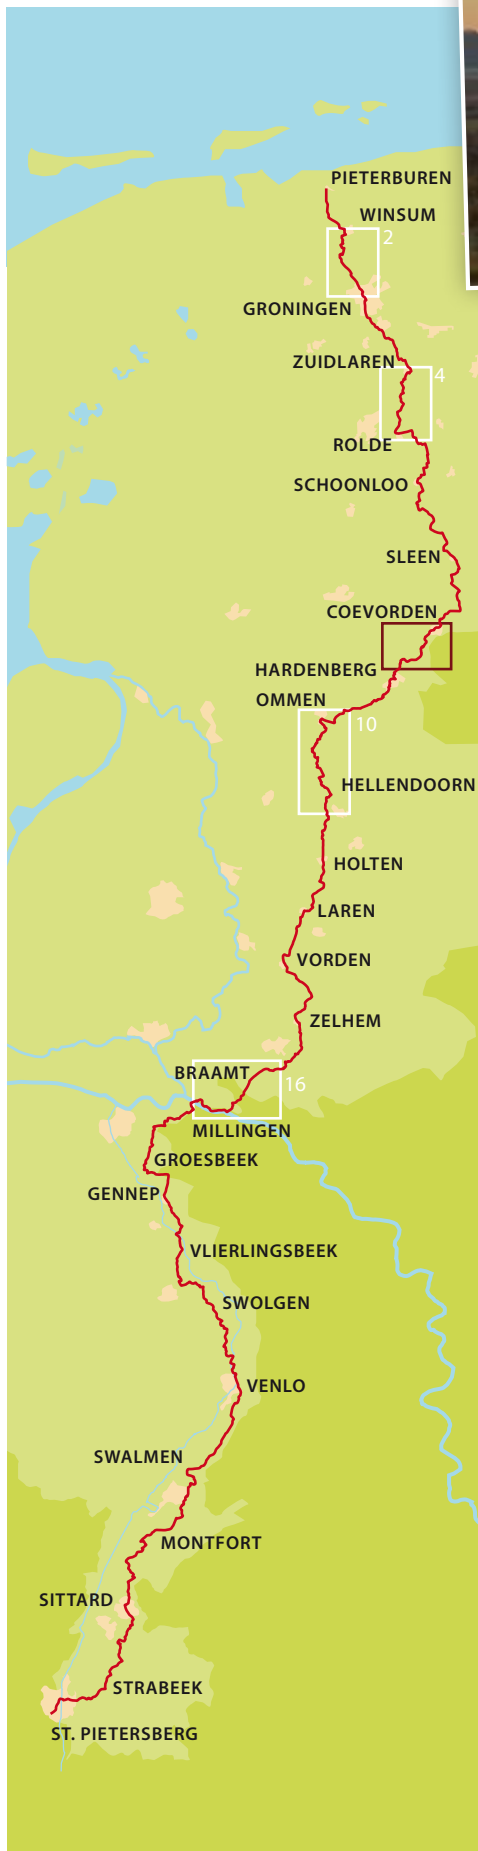 PIETERBUREN
WINSUM
2
GRONINGEN
ZUIDLAREN
4
ROLDE
SCHOONLOO
SLEEN
COEVORDEN
HARDENBERG
OMMEN
10
HELLENDOORN
HOLTEN
LAREN
VORDEN
ZELHEM
BRAAMT
16
MILLINGEN
GROESBEEK
GENNEP
VLIERLINGSBEEK
SWOLGEN
VENLO
SWALMEN
MONTFORT
SITTARD
STRABEEK
ST. PIETERSBERG